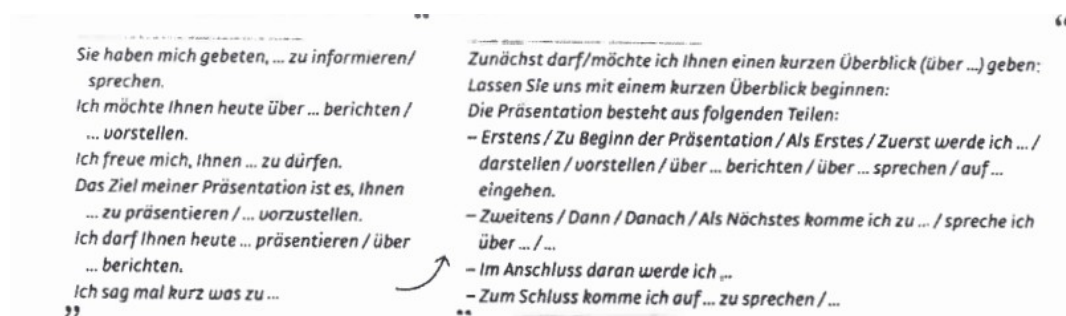 Sie haben mich gebeten, ... zu informieren/
sprechen.
Ich möchte Ihnen heute über ... berichten /
... vorstellen.
Ich freue mich, Ihnen ... zu dürfen.
Das Ziel meiner Präsentation ist es, Ihnen
... zu präsentieren / ... vorzustellen.
Ich darf Ihnen heute ... präsentieren / über
... berichten.
Ich sag mal kurz was zu ...
Zunächst darf/möchte ich Ihnen einen kurzen Überblick (über ...) geben:
Lassen Sie uns mit einem kurzen Überblick beginnen:
Die Präsentation besteht aus folgenden Teilen:
– Erstens / Zu Beginn der Präsentation / Als Erstes / Zuerst werde ich ... /
darstellen / vorstellen / über ... berichten / über ... sprechen / auf ...
eingehen.
– Zweitens / Dann / Danach / Als Nächstes komme ich zu ... / spreche ich
über ... / ...
– Im Anschluss daran werde ich ...
– Zum Schluss komme ich auf ... zu sprechen / ...